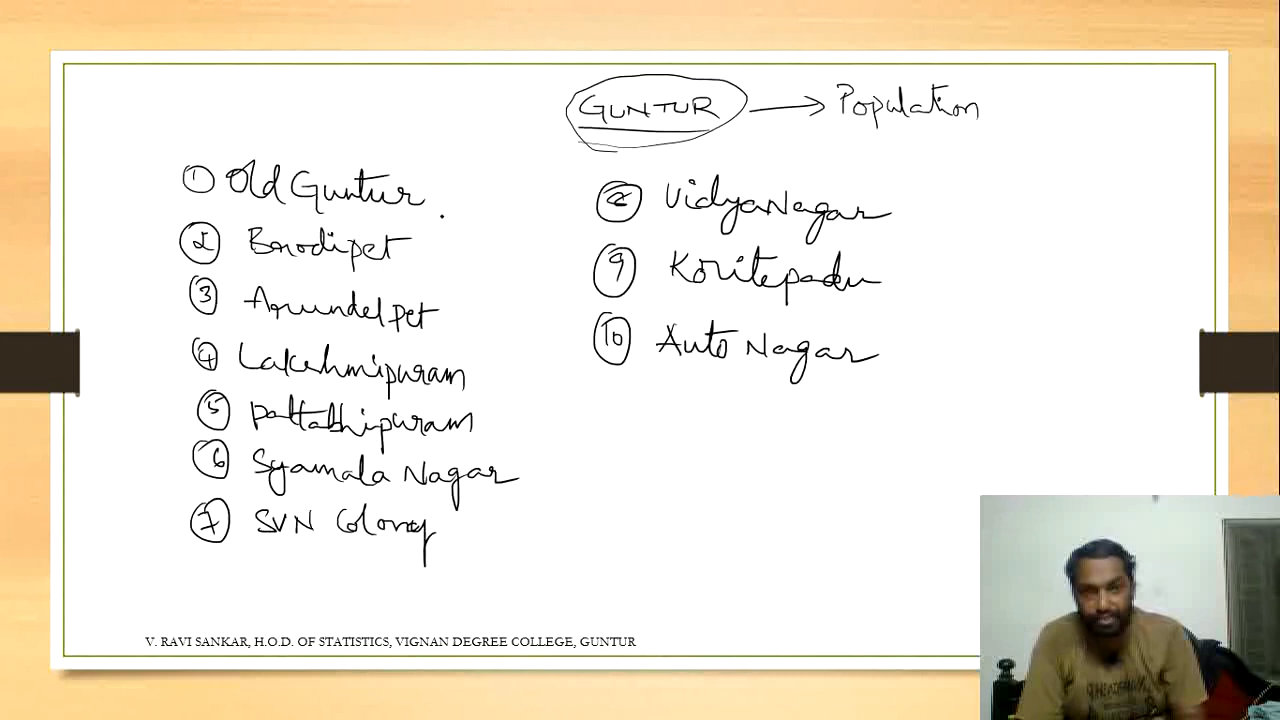 GUNTUR → Population
① Old Guntur.
② Brodipet
③ Arundelpet
④ Lakshmipuram
⑤ Pattabhipuram
⑥ Syamala Nagar
⑦ SVN Colony
⑧ VidyaNagar
⑨ Koritepadu
⑩ Auto Nagar
V. RAVI SANKAR, H.O.D. OF STATISTICS, VIGNAN DEGREE COLLEGE, GUNTUR